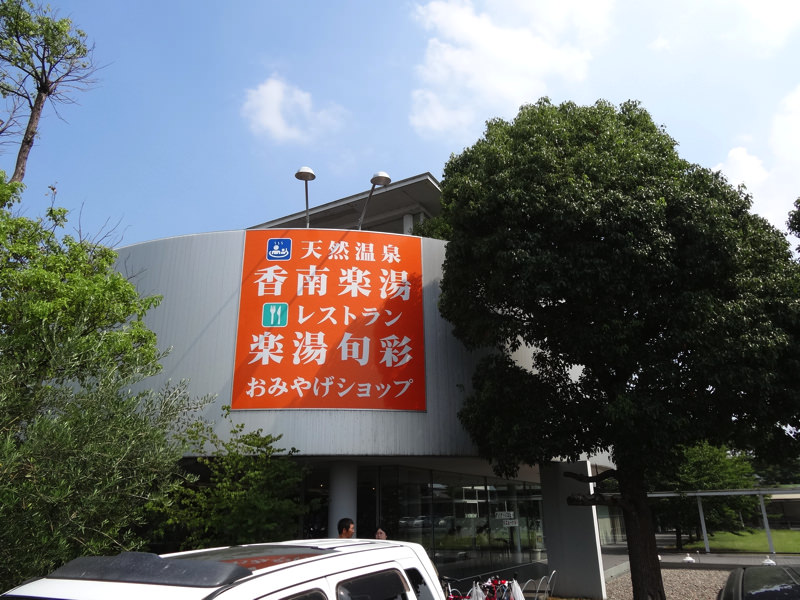 天然温泉
香南楽湯
レストラン
楽湯旬彩
おみやげショップ